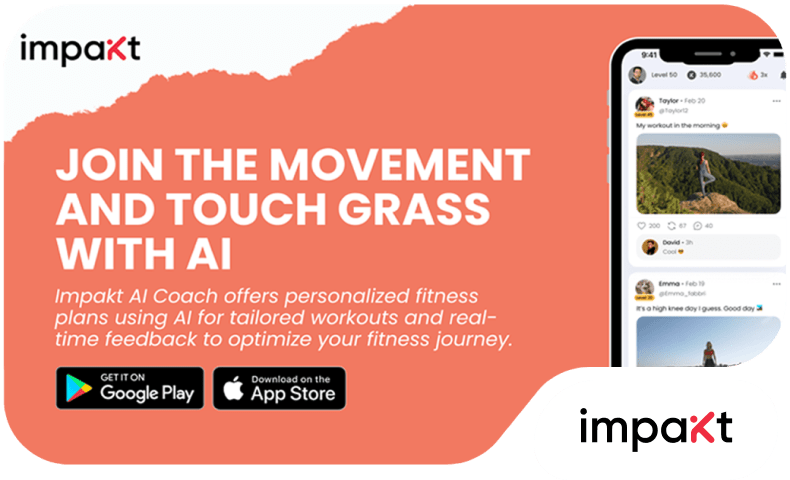 impakt
JOIN THE MOVEMENT
AND TOUCH GRASS
WITH AI
Impakt AI Coach offers personalized fitness
plans using AI for tailored workouts and real-
time feedback to optimize your fitness journey.
GET IT ON
Google Play
Download on the
App Store
9:41
Level 50 35,600 3x
Taylor • Feb 20
@Taylor12
My workout in the morning
200 67 40
David • 3h
Cool
Emma • Feb 19
@Emma_fabbri
It's a high knee day I guess. Good day
impakt